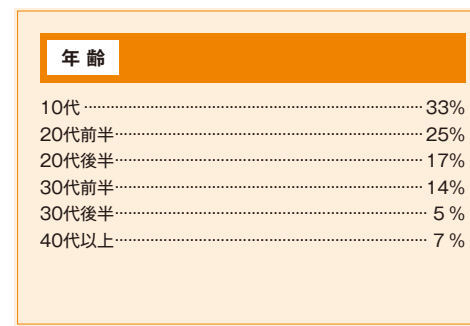 年齢
10代 …………………………………………………… 33%
20代前半 …………………………………………………… 25%
20代後半 …………………………………………………… 17%
30代前半 …………………………………………………… 14%
30代後半 …………………………………………………… 5%
40代以上 …………………………………………………… 7%